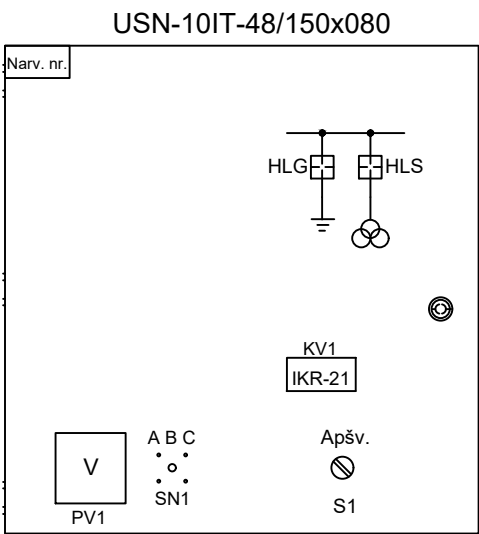 USN-10IT-48/150x080
Narv. nr.
HLG HLS
KV1
IKR-21
A B C
Apšv.
V
SN1
S1
PV1